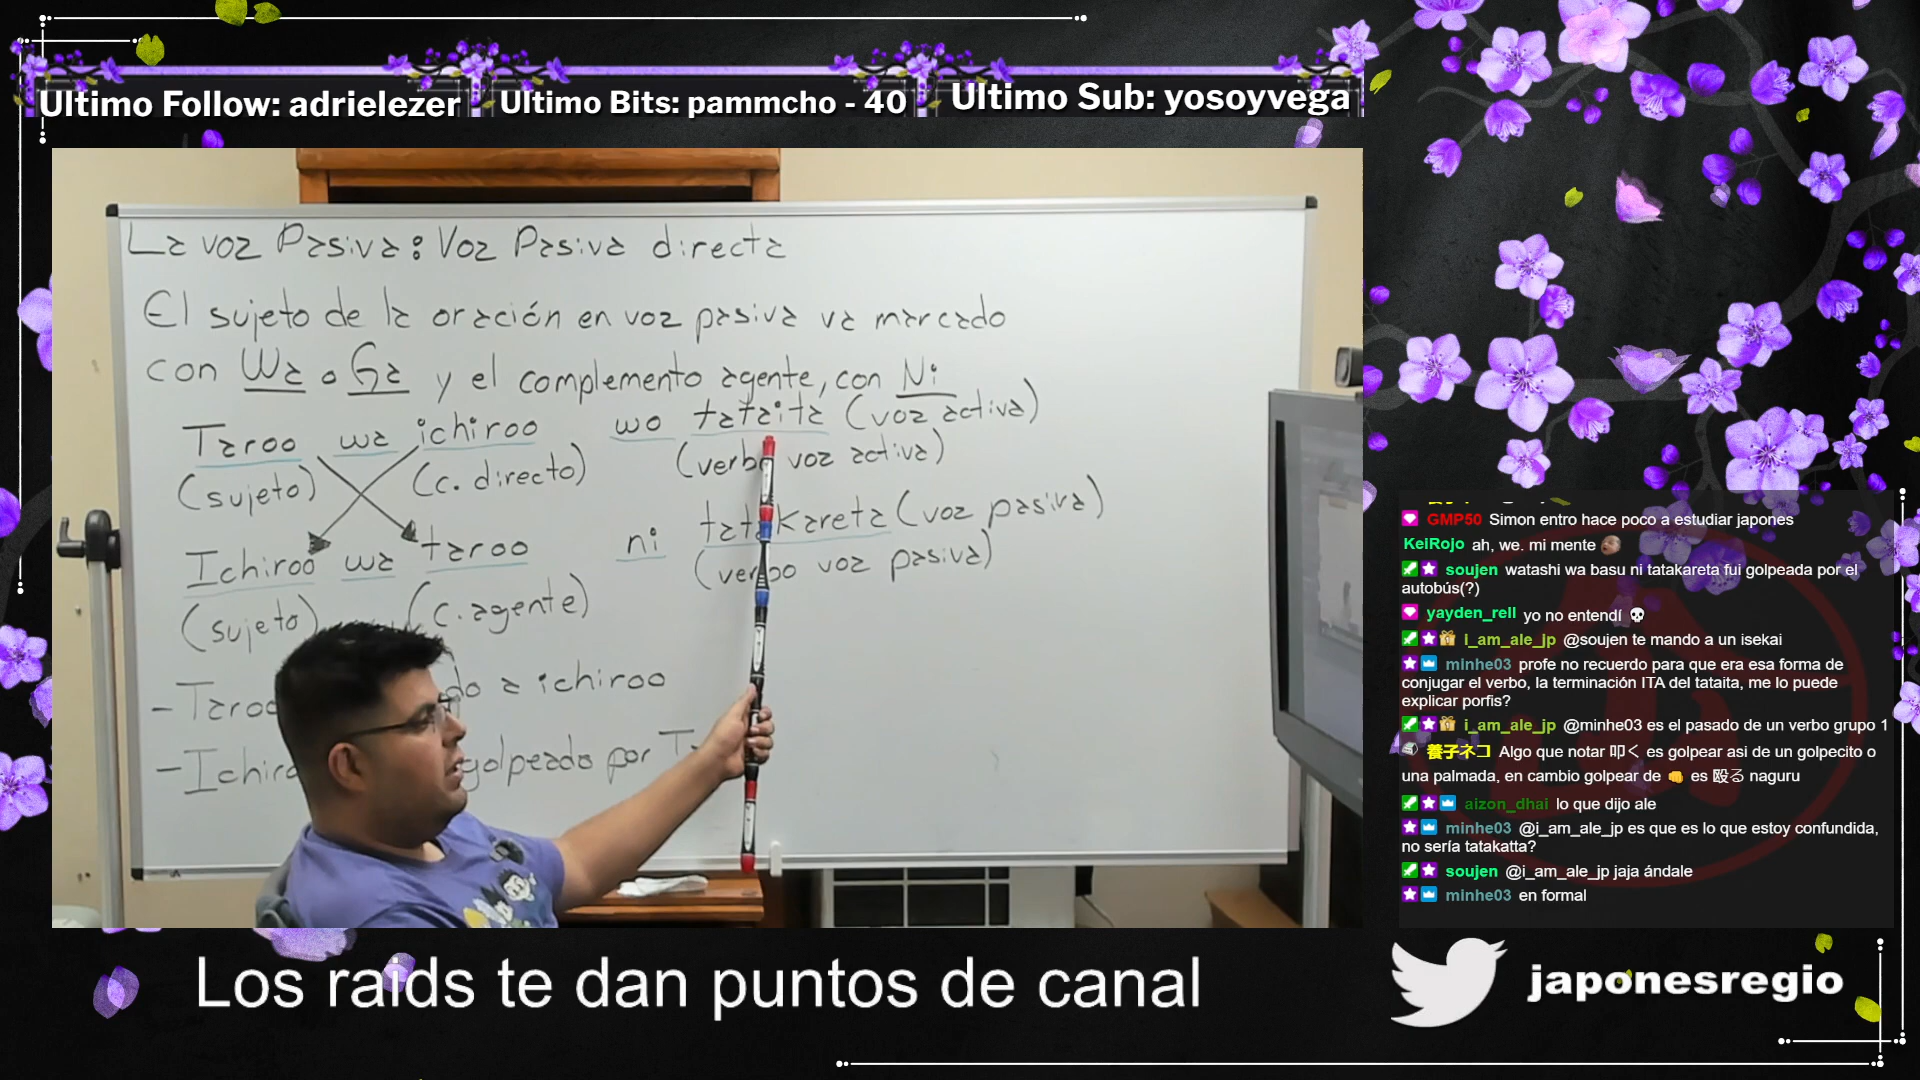 Ultimo Follow: adrielezer
Ultimo Bits: pammcho - 40
Ultimo Sub: yosoyvega
La voz Pasiva: Voz Pasiva directa
El sujeto de la oración en voz pasiva va marcado
con Wa o Ga y el complemento agente, con Ni
Taroo wa ichiroo wo tataita (voz activa)
(sujeto) (c. directo) (verbo voz activa)
Ichiroo wa taroo ni tatakareta (voz pasiva)
(sujeto) (c. agente) (verbo voz pasiva)
- Taroo a ichiroo
- Ichiro golpeado por
GMP50 Simon entro hace poco a estudiar japones
KelRojo ah, we. mi mente
soujen watashi wa basu ni tatakareta fui golpeada por el
autobús(?)
yayden_rell yo no entendí 💀
i_am_ale_jp @soujen te mando a un isekai
minhe03 profe no recuerdo para que era esa forma de
conjugar el verbo, la terminación ITA del tataita, me lo puede
explicar porfis?
i_am_ale_jp @minhe03 es el pasado de un verbo grupo 1
養子ネコ Algo que notar 叩く es golpear asi de un golpecito o
una palmada, en cambio golpear de 👊 es 殴る naguru
aizon_dhai lo que dijo ale
minhe03 @i_am_ale_jp es que es lo que estoy confundida,
no sería tatakatta?
soujen @i_am_ale_jp jaja ándale
minhe03 en formal
Los raids te dan puntos de canal
japonesregio